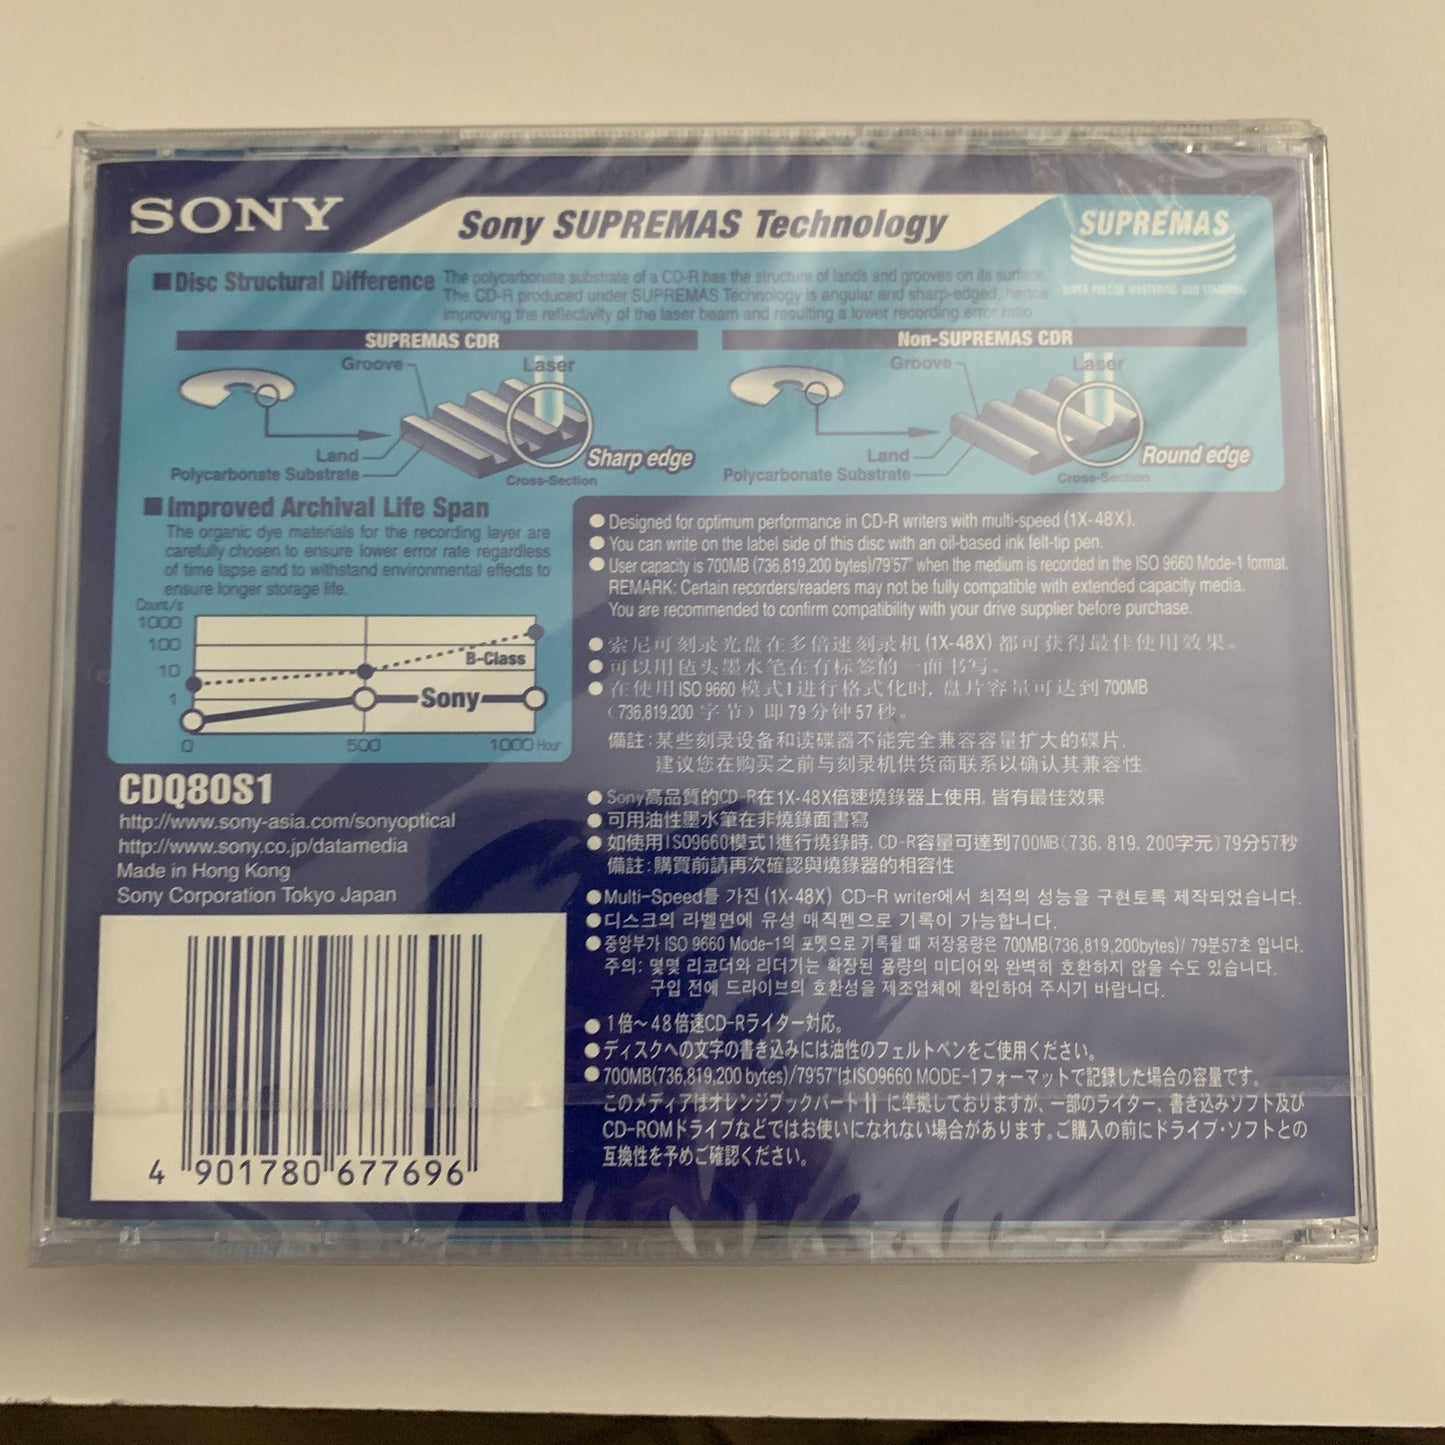 SONY
Sony SUPREMAS Technology
SUPREMAS
SUPER PRECISE MASTERING AND STAMPING
Disc Structural Difference
The polycarbonate substrate of a CD-R has the structure of lands and grooves on its surface.
The CD-R produced under SUPREMAS Technology is angular and sharp-edged, hence
improving the reflectivity of the laser beam and resulting a lower recording error ratio
SUPREMAS CDR
Groove
Laser
Land
Polycarbonate Substrate
Sharp edge
Cross-Section
Non-SUPREMAS CDR
Groove
Laser
Land
Polycarbonate Substrate
Round edge
Cross-Section
Improved Archival Life Span
The organic dye materials for the recording layer are
carefully chosen to ensure lower error rate regardless
of time lapse and to withstand environmental effects to
ensure longer storage life.
Count/s
1000
100
10
1
B-Class
Sony
0 500 1000 Hour
CDQ80S1
http://www.sony-asia.com/sonyoptical
http://www.sony.co.jp/datamedia
Made in Hong Kong
Sony Corporation Tokyo Japan
4 901780 677696
● Designed for optimum performance in CD-R writers with multi-speed (1X-48X).
● You can write on the label side of this disc with an oil-based ink felt-tip pen.
● User capacity is 700MB (736,819,200 bytes)/79'57" when the medium is recorded in the ISO 9660 Mode-1 format.
REMARK: Certain recorders/readers may not be fully compatible with extended capacity media.
You are recommended to confirm compatibility with your drive supplier before purchase.
● 索尼可刻录光盘在多倍速刻录机(1X-48X)都可获得最佳使用效果。
● 可以用毡头墨水笔在有标签的一面书写。
● 在使用ISO 9660 模式1进行格式化时, 盘片容量可达到 700MB
(736,819,200 字节) 即79分钟57秒。
備註:某些刻录设备和读碟器不能完全兼容容量扩大的碟片.
建议您在购买之前与刻录机供货商联系以确认其兼容性.
● Sony高品質的CD-R在1X-48X倍速燒錄器上使用, 皆有最佳效果
● 可用油性墨水筆在非燒錄面書寫
● 如使用ISO9660模式1進行燒錄時, CD-R容量可達到700MB(736,819,200字元)79分57秒
備註:購買前請再次確認與燒錄器的相容性
● Multi-Speed를 가진 (1X-48X) CD-R writer에서 최적의 성능을 구현토록 제작되었습니다.
● 디스크의 라벨면에 유성 매직펜으로 기록이 가능합니다.
● 중앙부가 ISO 9660 Mode-1의 포멧으로 기록될 때 저장용량은 700MB(736,819,200bytes)/ 79분57초 입니다.
주의: 몇몇 리코더와 리더기는 확장된 용량의 미디어와 완벽히 호환하지 않을 수도 있습니다.
구입 전에 드라이브의 호환성을 제조업체에 확인하여 주시기 바랍니다.
● 1倍～48倍速CD-Rライター対応。
● ディスクへの文字の書き込みには油性のフェルトペンをご使用ください。
● 700MB(736,819,200 bytes)/79'57"はISO9660 MODE-1フォーマットで記録した場合の容量です。
このメディアはオレンジブックパート II に準拠しておりますが、一部のライター、書き込みソフト及び
CD-ROMドライブなどではお使いになれない場合があります。ご購入の前にドライブ・ソフトとの
互換性を予めご確認ください。